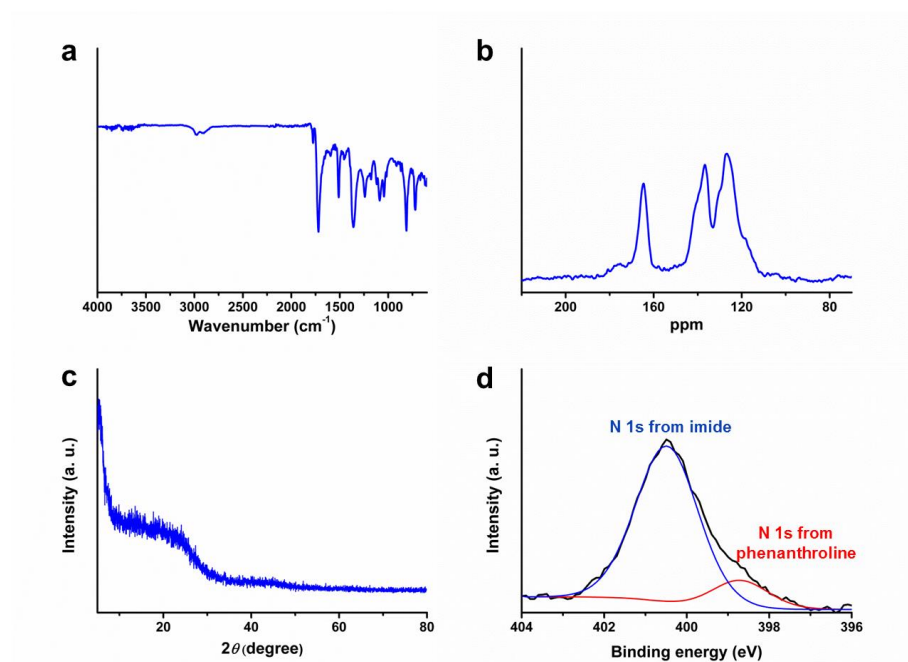 a
4000 3500 3000 2500 2000 1500 1000
Wavenumber (cm⁻¹)
b
200 160 120 80
ppm
c
Intensity (a. u.)
20 40 60 80
2θ(degree)
d
Intensity (a. u.)
N 1s from imide
N 1s from
phenanthroline
404 402 400 398 396
Binding energy (eV)